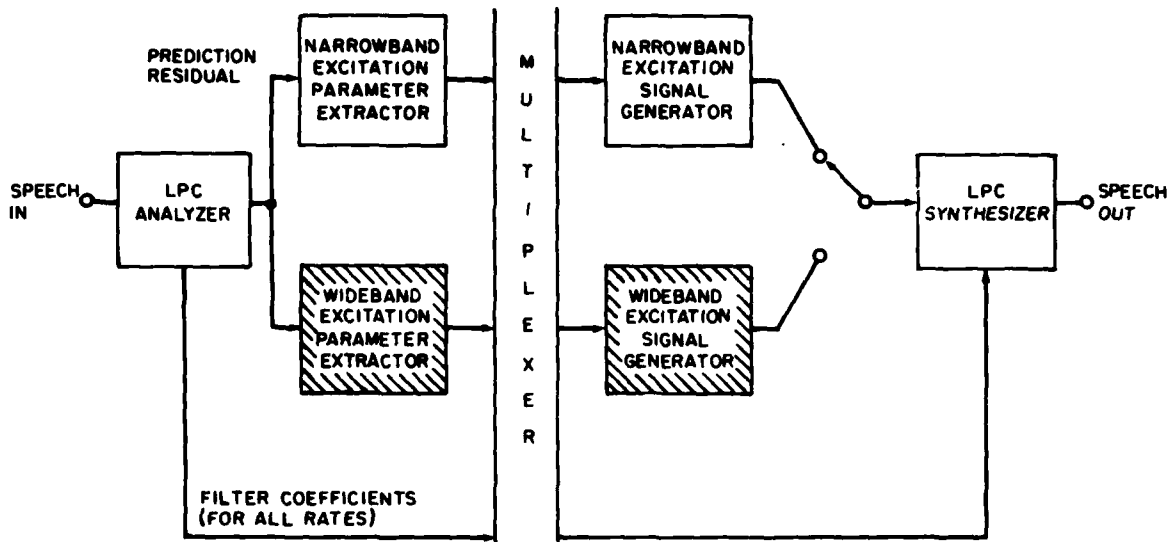 PREDICTION
RESIDUAL
NARROWBAND
EXCITATION
PARAMETER
EXTRACTOR
MULTIPLEXER
NARROWBAND
EXCITATION
SIGNAL
GENERATOR
SPEECH
IN
LPC
ANALYZER
LPC
SYNTHESIZER
SPEECH
OUT
WIDEBAND
EXCITATION
PARAMETER
EXTRACTOR
WIDEBAND
EXCITATION
SIGNAL
GENERATOR
FILTER COEFFICIENTS
(FOR ALL RATES)